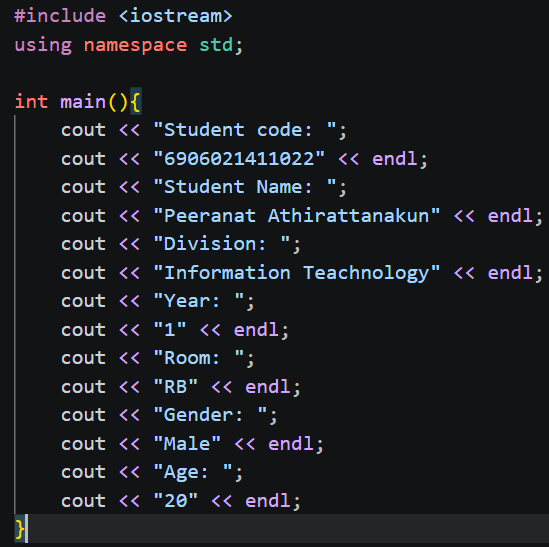 #include <iostream>
using namespace std;
int main(){
cout << "Student code: ";
cout << "6906021411022" << endl;
cout << "Student Name: ";
cout << "Peeranat Athirattanakun" << endl;
cout << "Division: ";
cout << "Information Teachnology" << endl;
cout << "Year: ";
cout << "1" << endl;
cout << "Room: ";
cout << "RB" << endl;
cout << "Gender: ";
cout << "Male" << endl;
cout << "Age: ";
cout << "20" << endl;
}